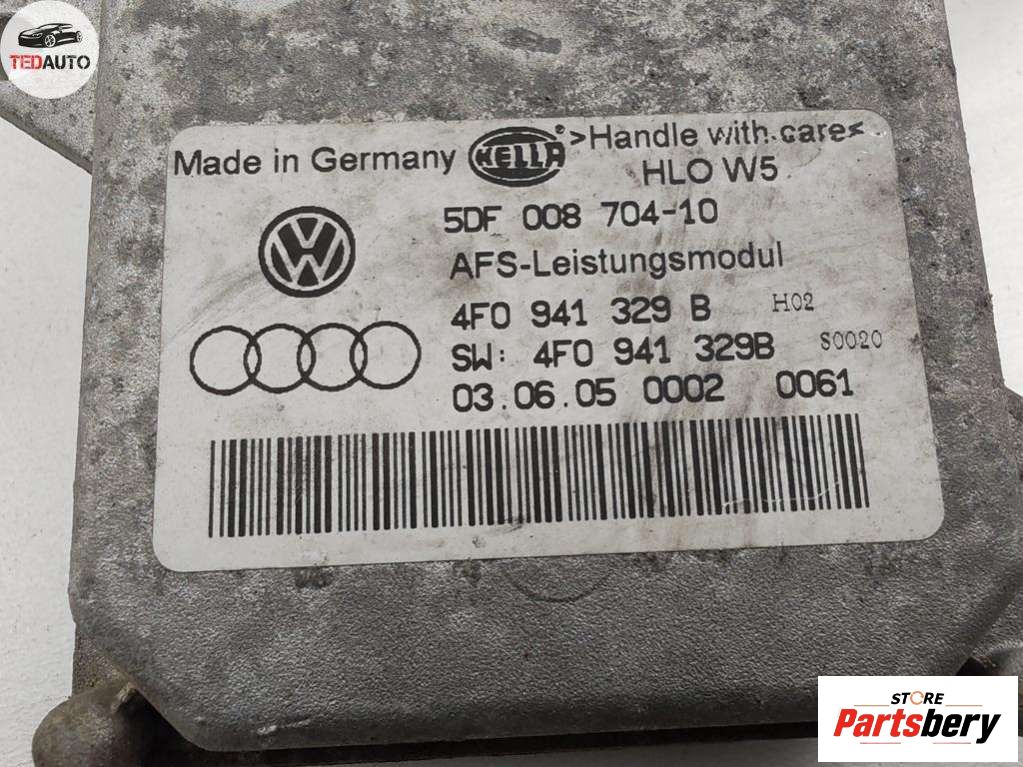 TEDAUTO
Made in Germany HELLA ® >Handle with care<
HLO W5
5DF 008 704-10
AFS-Leistungsmodul
4F0 941 329 B H02
SW: 4F0 941 329B S0020
03.06.05 0002 0061
STORE
Partsbery